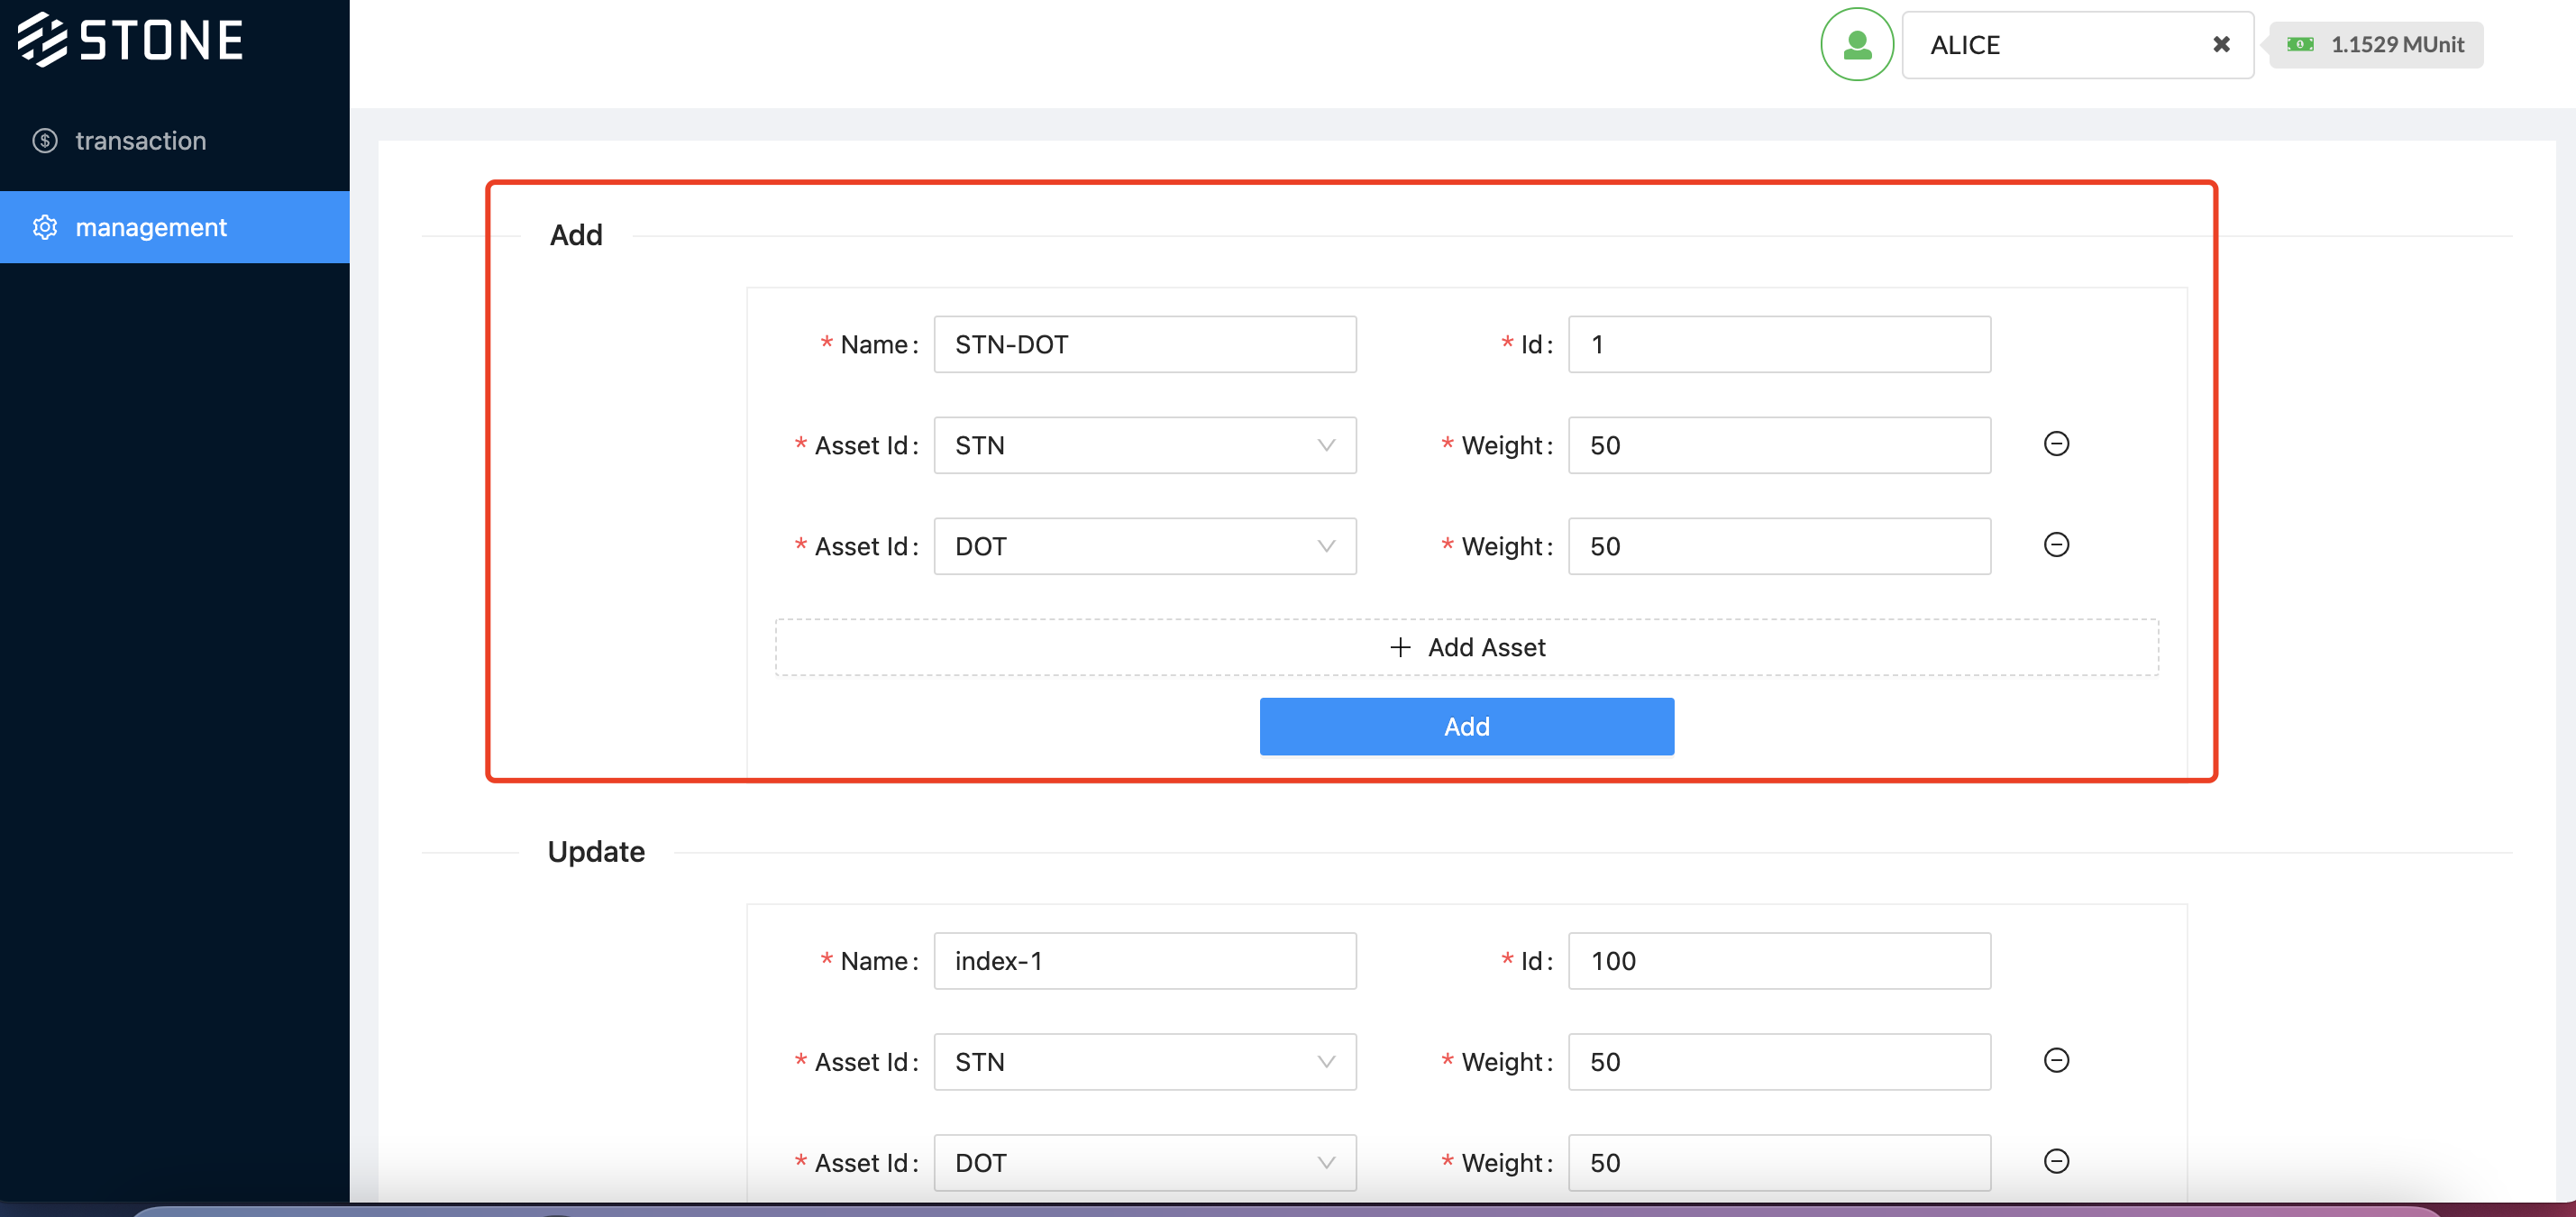 STONE
transaction
management
ALICE
1.1529 MUnit
Add
* Name: STN-DOT * Id: 1
* Asset Id: STN * Weight: 50
* Asset Id: DOT * Weight: 50
+ Add Asset
Add
Update
* Name: index-1 * Id: 100
* Asset Id: STN * Weight: 50
* Asset Id: DOT * Weight: 50